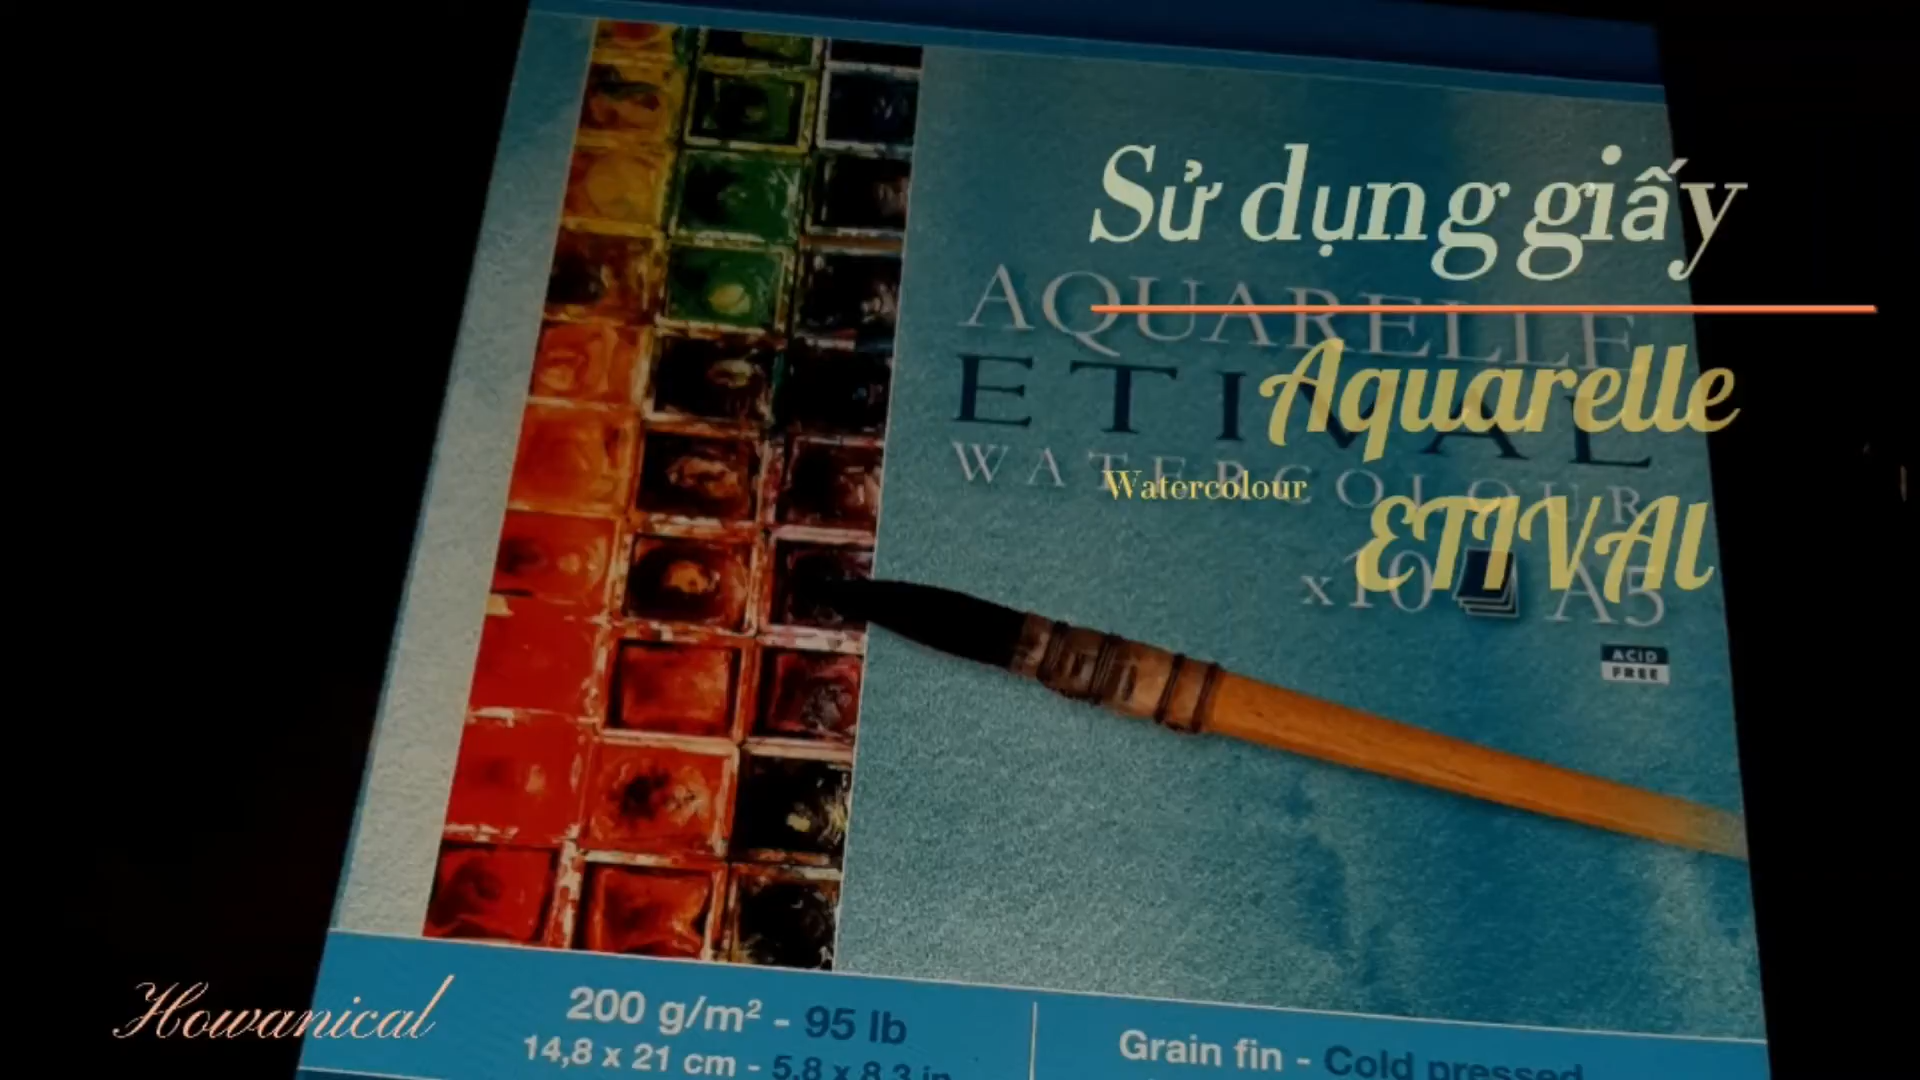 Sử dụng giấy
AQUARELLE
Aquarelle
ETIVAL
WATERCOLOUR
Watercolour
ETIVAl
x10 A5
ACID
FREE
Howanical
200 g/m² - 95 lb
14,8 x 21 cm - 5.8 x 8.3 in
Grain fin - Cold pressed